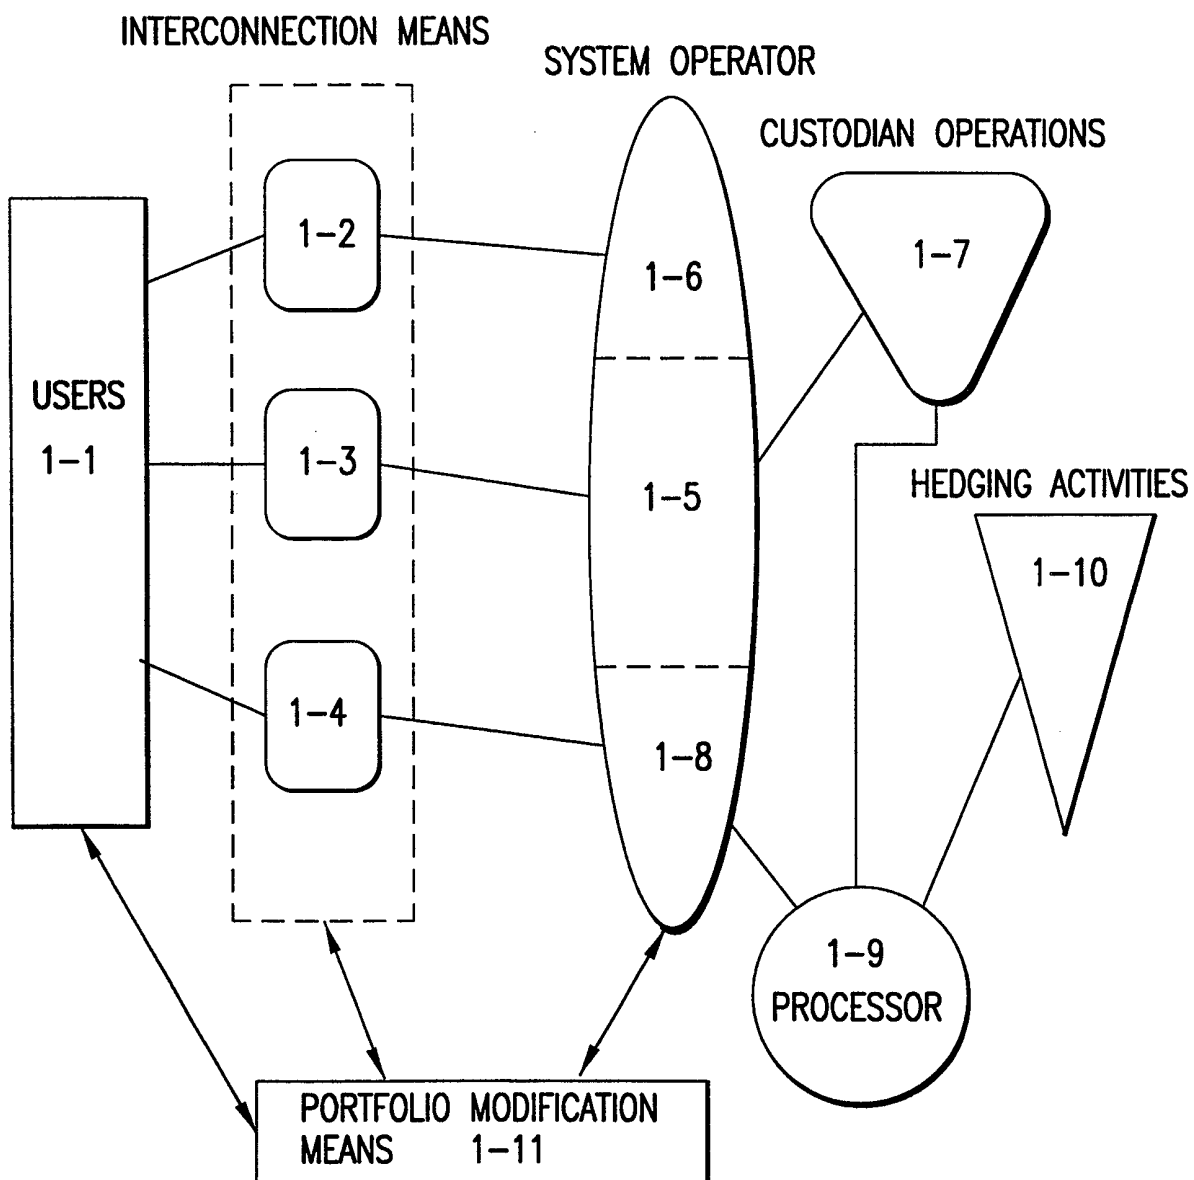 INTERCONNECTION MEANS
SYSTEM OPERATOR
CUSTODIAN OPERATIONS
1-2
1-6
1-7
USERS
1-1
1-3
1-5
HEDGING ACTIVITIES
1-10
1-4
1-8
1-9
PROCESSOR
PORTFOLIO MODIFICATION
MEANS 1-11